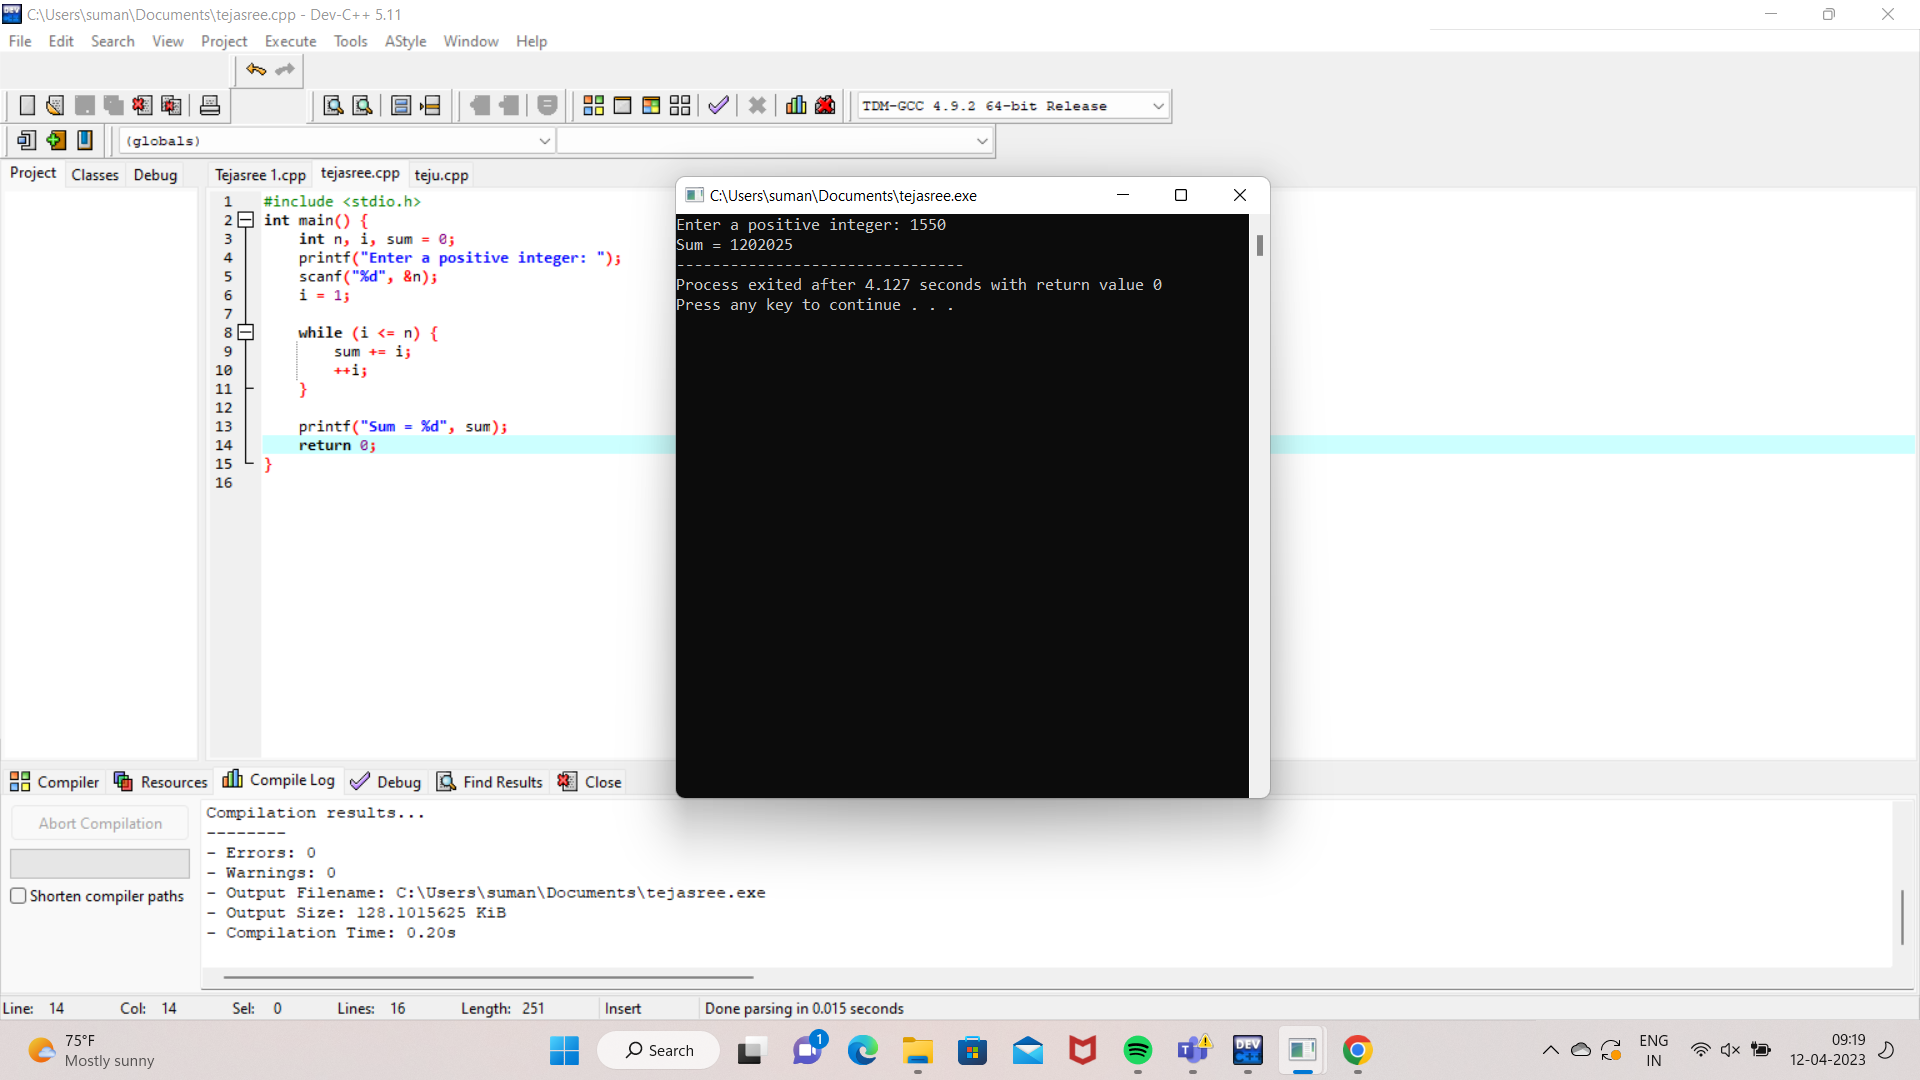 C:\Users\suman\Documents\tejasree.cpp - Dev-C++ 5.11
File Edit Search View Project Execute Tools AStyle Window Help
TDM-GCC 4.9.2 64-bit Release
(globals)
Project Classes Debug
Tejasree 1.cpp tejasree.cpp teju.cpp
1 #include <stdio.h>
2 int main() {
3 int n, i, sum = 0;
4 printf("Enter a positive integer: ");
5 scanf("%d", &n);
6 i = 1;
7
8 while (i <= n) {
9 sum += i;
10 ++i;
11 }
12
13 printf("Sum = %d", sum);
14 return 0;
15 }
16
C:\Users\suman\Documents\tejasree.exe
Enter a positive integer: 1550
Sum = 1202025
--------------------------------
Process exited after 4.127 seconds with return value 0
Press any key to continue . . .
Compiler Resources Compile Log Debug Find Results Close
Abort Compilation
Shorten compiler paths
Compilation results...
--------
- Errors: 0
- Warnings: 0
- Output Filename: C:\Users\suman\Documents\tejasree.exe
- Output Size: 128.1015625 KiB
- Compilation Time: 0.20s
Line: 14 Col: 14 Sel: 0 Lines: 16 Length: 251 Insert Done parsing in 0.015 seconds
75°F
Mostly sunny
Search
1
DEV
C++
ENG
IN
09:19
12-04-2023